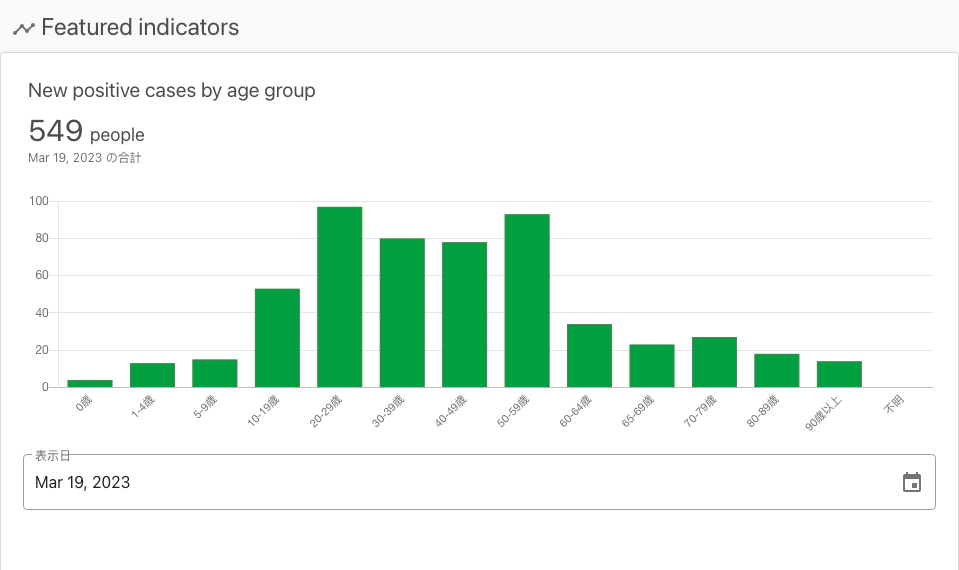 Featured indicators
New positive cases by age group
549 people
Mar 19, 2023 の合計
100
80
60
40
20
0
0歳
1-4歳
5-9歳
10-19歳
20-29歳
30-39歳
40-49歳
50-59歳
60-64歳
65-69歳
70-79歳
80-89歳
90歳以上
不明
表示日
Mar 19, 2023